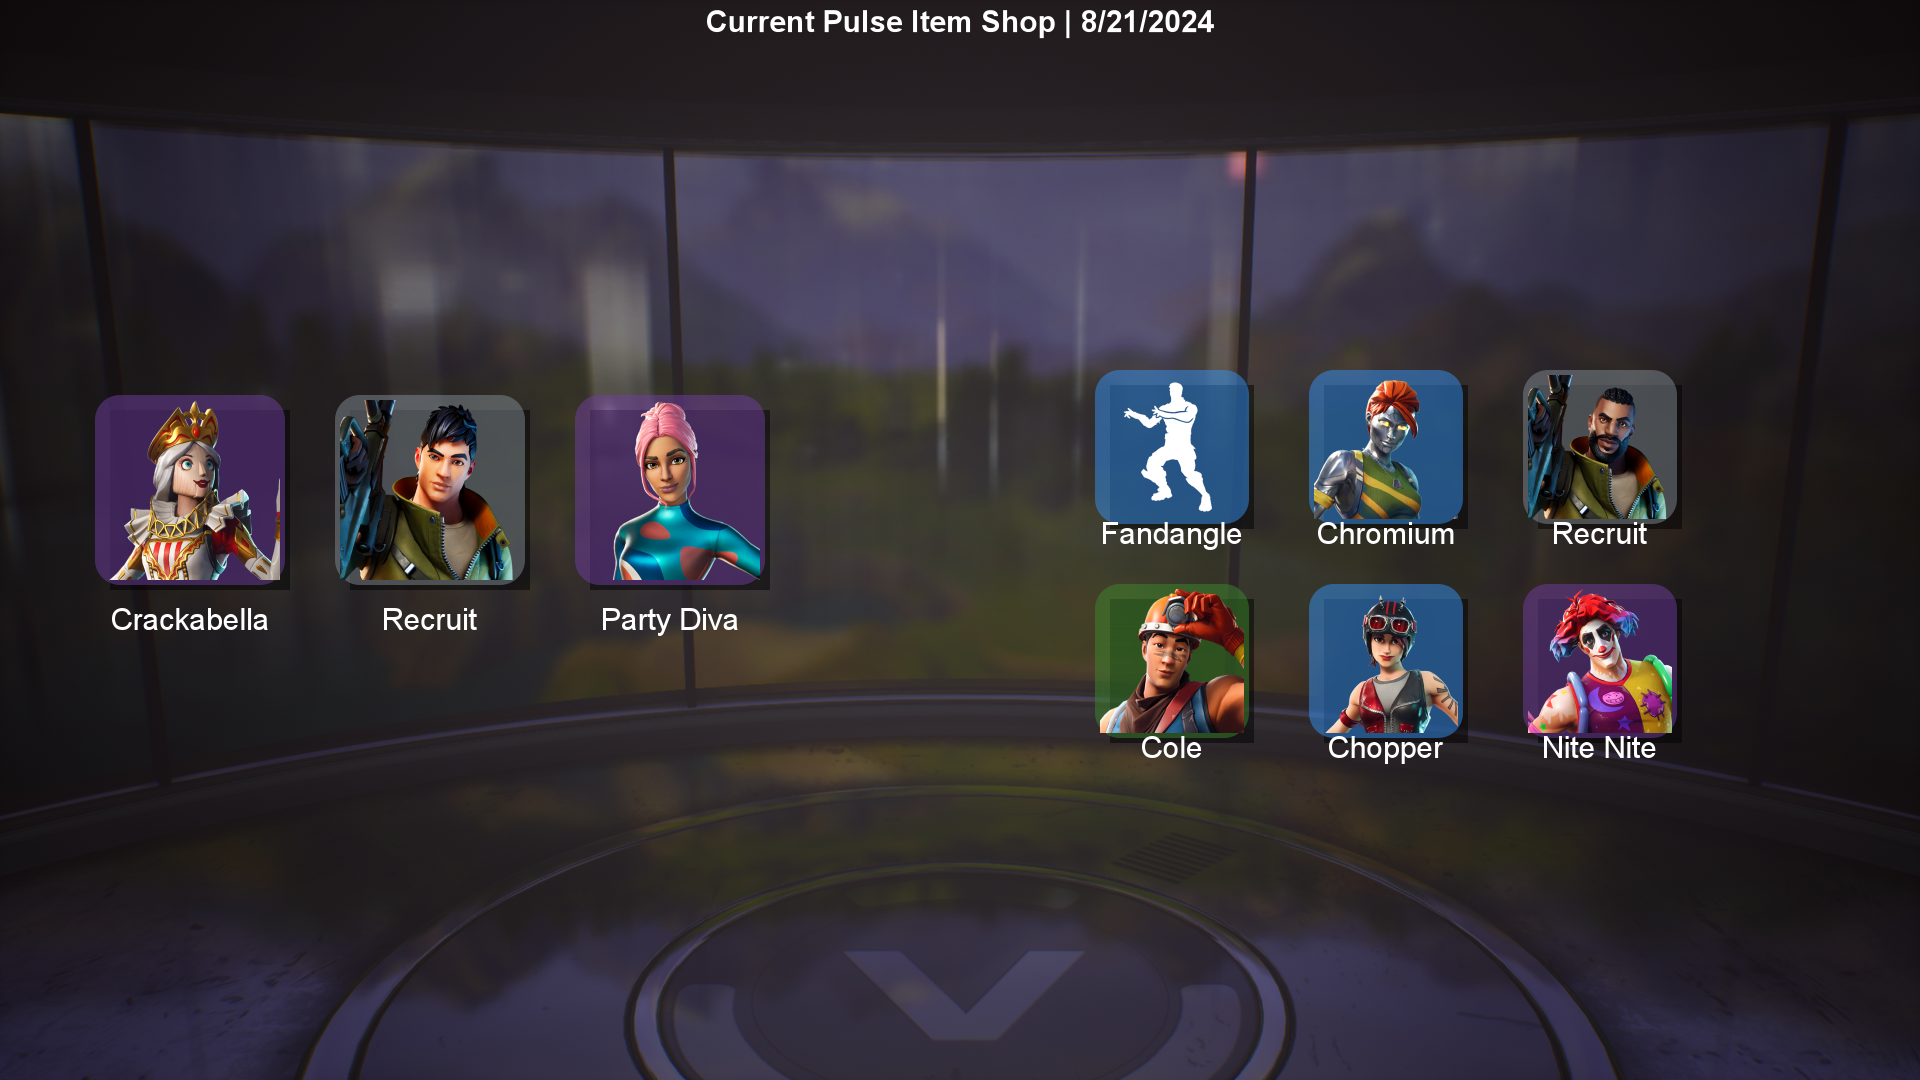 Current Pulse Item Shop | 8/21/2024
Crackabella
Recruit
Party Diva
Fandangle
Chromium
Recruit
Cole
Chopper
Nite Nite